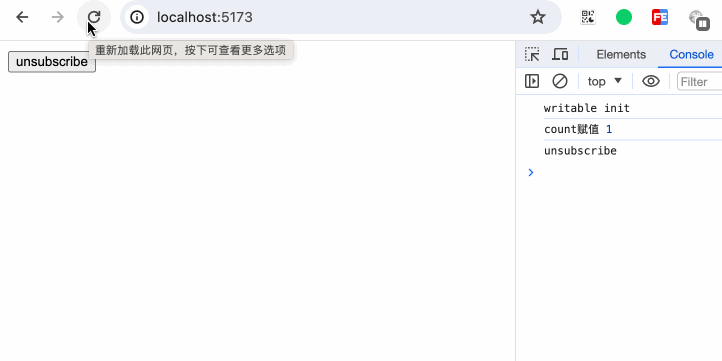 localhost:5173
重新加载此网页，按下可查看更多选项
unsubscribe
Elements
Console
top
Filter
writable init
count赋值 1
unsubscribe
FE